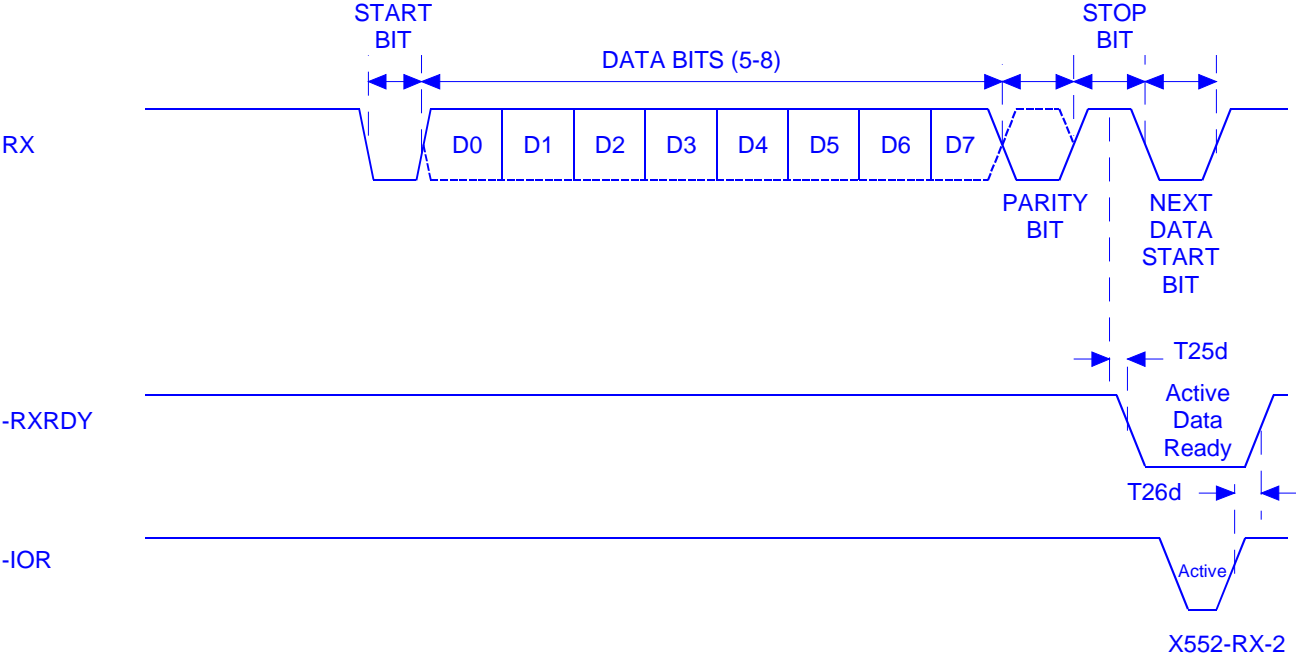 START
BIT
STOP
BIT
DATA BITS (5-8)
RX
D0 D1 D2 D3 D4 D5 D6 D7
PARITY
BIT
NEXT
DATA
START
BIT
T25d
-RXRDY
Active
Data
Ready
T26d
-IOR
Active
X552-RX-2